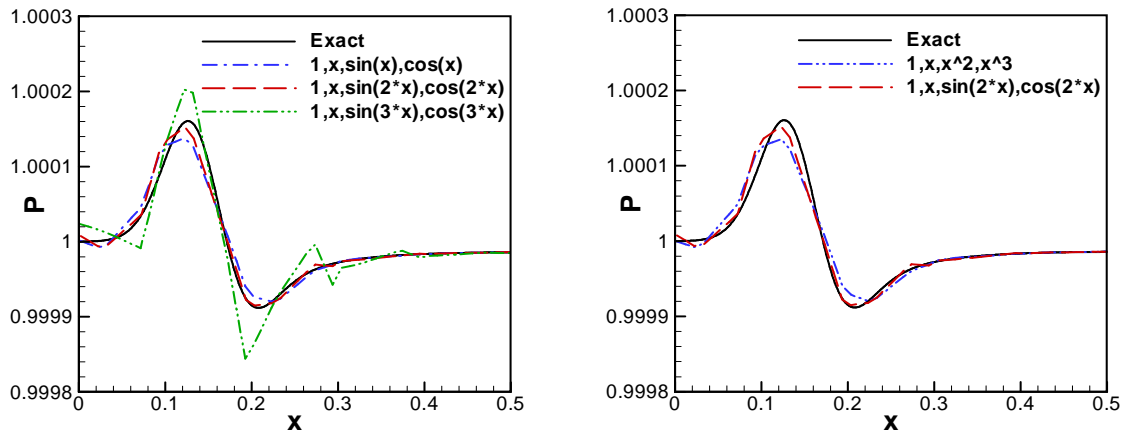 1.0003
1.0002
1.0001
1
0.9999
0.9998
P
Exact
1,x,sin(x),cos(x)
1,x,sin(2*x),cos(2*x)
1,x,sin(3*x),cos(3*x)
0
0.1
0.2
0.3
0.4
0.5
x
1.0003
1.0002
1.0001
1
0.9999
0.9998
P
Exact
1,x,x^2,x^3
1,x,sin(2*x),cos(2*x)
0
0.1
0.2
0.3
0.4
0.5
x